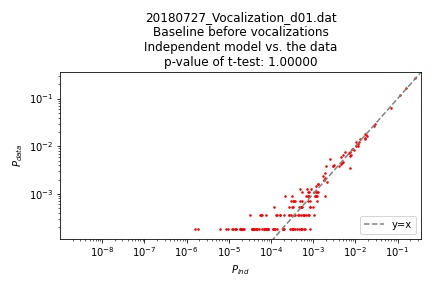 20180727_Vocalization_d01.dat
Baseline before vocalizations
Independent model vs. the data
p-value of t-test: 1.00000
P_data
10⁻¹
10⁻²
10⁻³
y=x
10⁻⁸ 10⁻⁷ 10⁻⁶ 10⁻⁵ 10⁻⁴ 10⁻³ 10⁻² 10⁻¹
P_ind